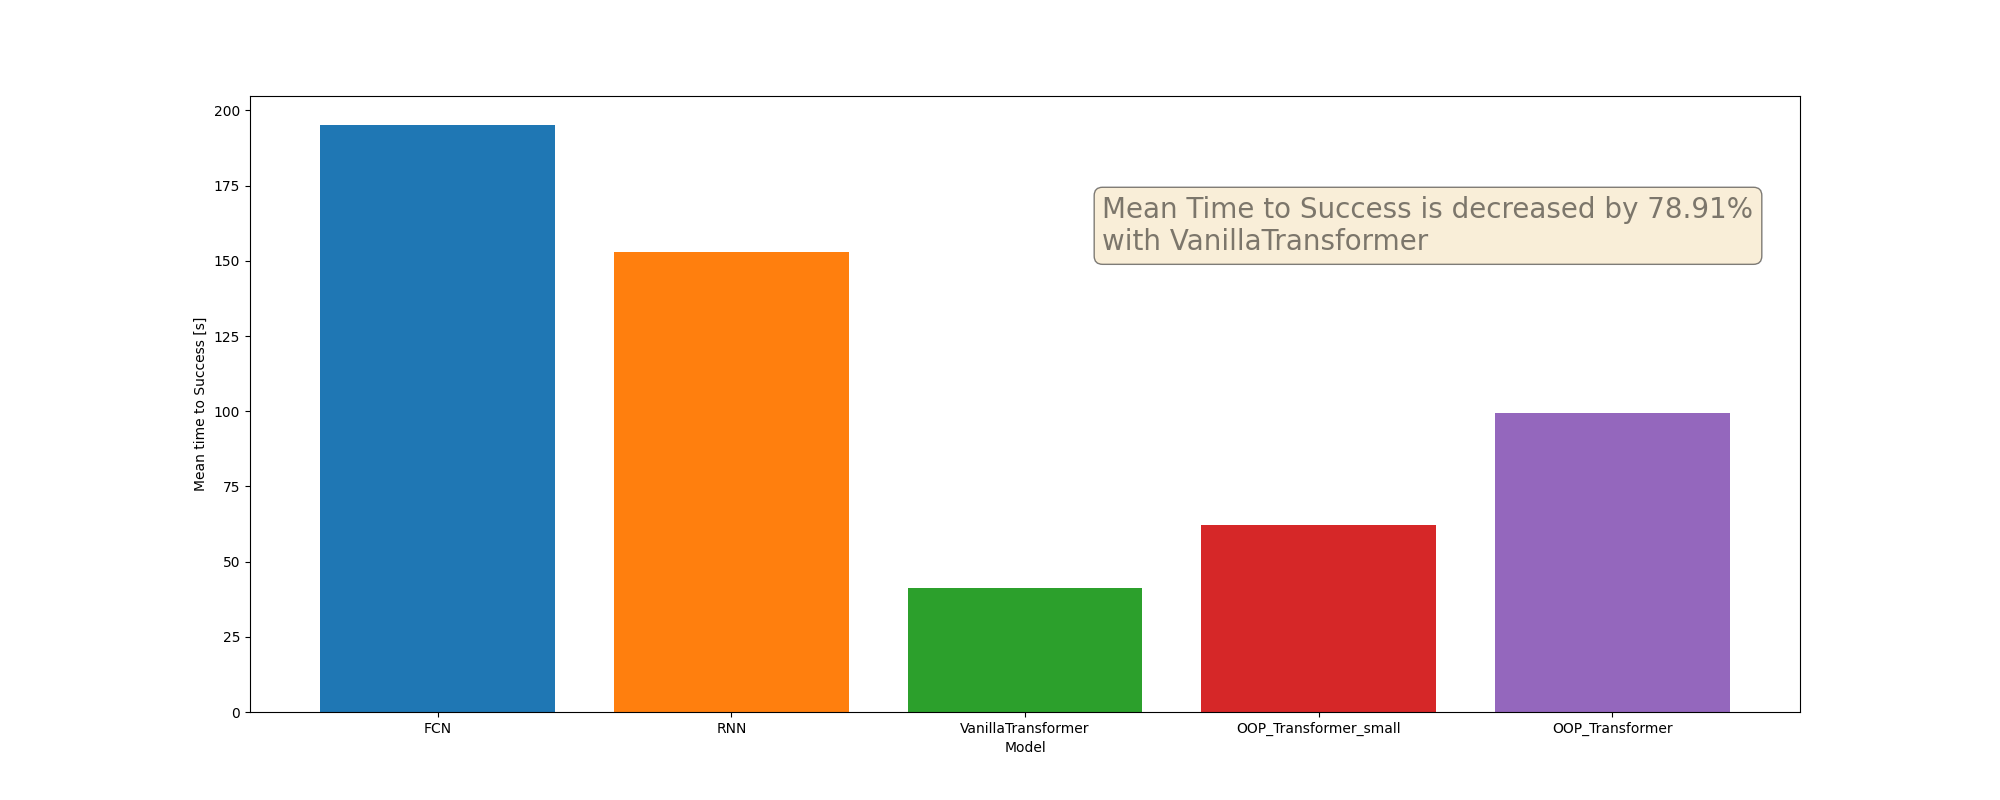 200
175
150
125
100
75
50
25
0
Mean time to Success [s]
Mean Time to Success is decreased by 78.91%
with VanillaTransformer
FCN
RNN
VanillaTransformer
OOP_Transformer_small
OOP_Transformer
Model